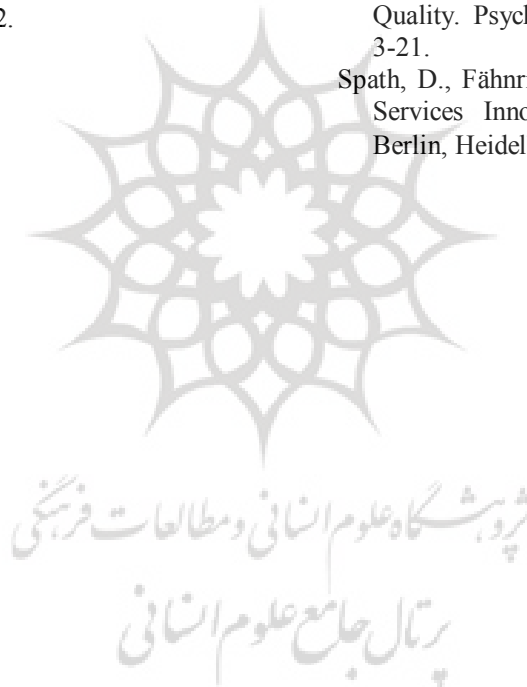 2.
Quality. Psych
3-21.
Spath, D., Fähnri
Services Inno
Berlin, Heidel
پژوهشگاه علوم انسانی و مطالعات فرهنگی
پرتال جامع علوم انسانی